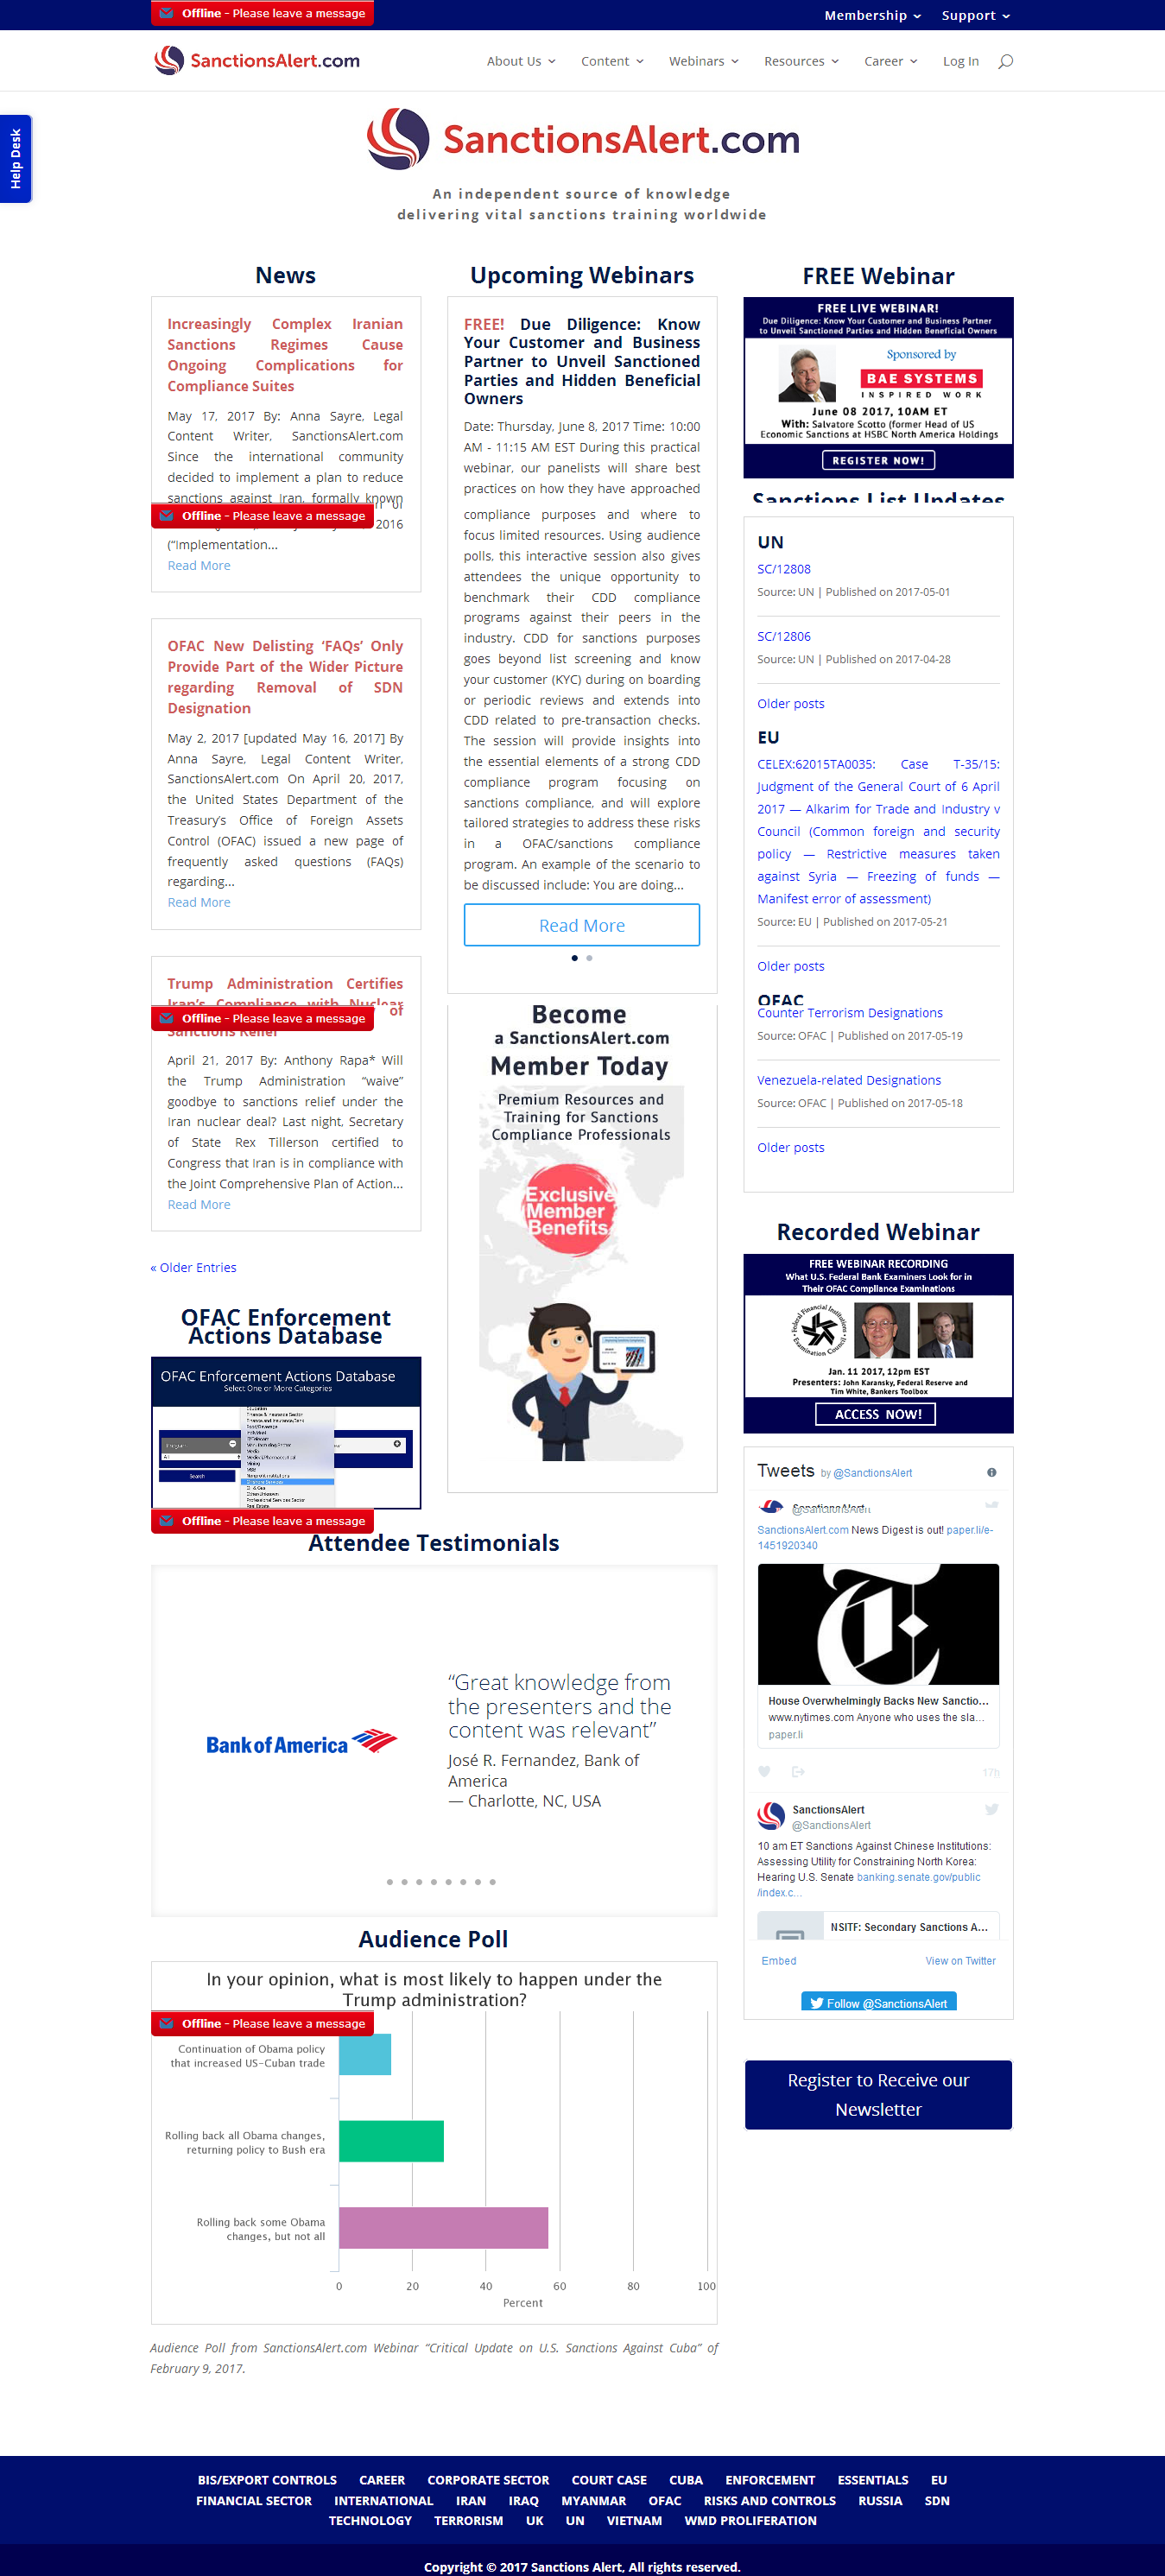 Offline - Please leave a message
Membership
Support
SanctionsAlert.com
About Us
Content
Webinars
Resources
Career
Log In
Help Desk
SanctionsAlert.com
An independent source of knowledge
delivering vital sanctions training worldwide
News
Increasingly Complex Iranian
Sanctions Regimes Cause
Ongoing Complications for
Compliance Suites
May 17, 2017 By: Anna Sayre, Legal
Content Writer, SanctionsAlert.com
Since the international community
decided to implement a plan to reduce
sanctions against Iran, formally known
Offline - Please leave a message
2016
("Implementation...
Read More
OFAC New Delisting ‘FAQs’ Only
Provide Part of the Wider Picture
regarding Removal of SDN
Designation
May 2, 2017 [updated May 16, 2017] By
Anna Sayre, Legal Content Writer,
SanctionsAlert.com On April 20, 2017,
the United States Department of the
Treasury’s Office of Foreign Assets
Control (OFAC) issued a new page of
frequently asked questions (FAQs)
regarding...
Read More
Trump Administration Certifies
Iran’s Compliance with Nuclear
of
Offline - Please leave a message
Sanctions Relief
April 21, 2017 By: Anthony Rapa* Will
the Trump Administration “waive”
goodbye to sanctions relief under the
Iran nuclear deal? Last night, Secretary
of State Rex Tillerson certified to
Congress that Iran is in compliance with
the Joint Comprehensive Plan of Action...
Read More
« Older Entries
OFAC Enforcement
Actions Database
OFAC Enforcement Actions Database
Select One or More Categories
Program
All
Search
Offline - Please leave a message
Upcoming Webinars
FREE! Due Diligence: Know
Your Customer and Business
Partner to Unveil Sanctioned
Parties and Hidden Beneficial
Owners
Date: Thursday, June 8, 2017 Time: 10:00
AM - 11:15 AM EST During this practical
webinar, our panelists will share best
practices on how they have approached
compliance purposes and where to
focus limited resources. Using audience
polls, this interactive session also gives
attendees the unique opportunity to
benchmark their CDD compliance
programs against their peers in the
industry. CDD for sanctions purposes
goes beyond list screening and know
your customer (KYC) during on boarding
or periodic reviews and extends into
CDD related to pre-transaction checks.
The session will provide insights into
the essential elements of a strong CDD
compliance program focusing on
sanctions compliance, and will explore
tailored strategies to address these risks
in a OFAC/sanctions compliance
program. An example of the scenario to
be discussed include: You are doing...
Read More
Become
a SanctionsAlert.com
Member Today
Premium Resources and
Training for Sanctions
Compliance Professionals
Exclusive
Member
Benefits
Attendee Testimonials
Bank of America
“Great knowledge from
the presenters and the
content was relevant”
José R. Fernandez, Bank of
America
— Charlotte, NC, USA
Audience Poll
In your opinion, what is most likely to happen under the
Trump administration?
Offline - Please leave a message
Continuation of Obama policy
that increased US-Cuban trade
Rolling back all Obama changes,
returning policy to Bush era
Rolling back some Obama
changes, but not all
0 20 40 60 80 100
Percent
Audience Poll from SanctionsAlert.com Webinar “Critical Update on U.S. Sanctions Against Cuba” of
February 9, 2017.
FREE Webinar
FREE LIVE WEBINAR!
Due Diligence: Know Your Customer and Business Partner
to Unveil Sanctioned Parties and Hidden Beneficial Owners
Sponsored by
BAE SYSTEMS
INSPIRED WORK
June 08 2017, 10AM ET
With: Salvatore Scotto (former Head of US
Economic Sanctions at HSBC North America Holdings
REGISTER NOW!
Sanctions List Updates
UN
SC/12808
Source: UN | Published on 2017-05-01
SC/12806
Source: UN | Published on 2017-04-28
Older posts
EU
CELEX:62015TA0035: Case T-35/15:
Judgment of the General Court of 6 April
2017 — Alkarim for Trade and Industry v
Council (Common foreign and security
policy — Restrictive measures taken
against Syria — Freezing of funds —
Manifest error of assessment)
Source: EU | Published on 2017-05-21
Older posts
OFAC
Counter Terrorism Designations
Source: OFAC | Published on 2017-05-19
Venezuela-related Designations
Source: OFAC | Published on 2017-05-18
Older posts
Recorded Webinar
FREE WEBINAR RECORDING
What U.S. Federal Bank Examiners Look for in
Their OFAC Compliance Examinations
Federal Financial Institutions
Examination Council
Jan. 11 2017, 12pm EST
Presenters: John Karansky, Federal Reserve and
Tim White, Bankers Toolbox
ACCESS NOW!
Tweets by @SanctionsAlert
SanctionsAlert
@SanctionsAlert
SanctionsAlert.com News Digest is out! paper.li/e-
1451920340
House Overwhelmingly Backs New Sanctio...
www.nytimes.com Anyone who uses the sla...
paper.li
17h
SanctionsAlert
@SanctionsAlert
10 am ET Sanctions Against Chinese Institutions:
Assessing Utility for Constraining North Korea:
Hearing U.S. Senate banking.senate.gov/public
/index.c...
NSITF: Secondary Sanctions A...
Embed
View on Twitter
Follow @SanctionsAlert
Register to Receive our
Newsletter
BIS/EXPORT CONTROLS CAREER CORPORATE SECTOR COURT CASE CUBA ENFORCEMENT ESSENTIALS EU
FINANCIAL SECTOR INTERNATIONAL IRAN IRAQ MYANMAR OFAC RISKS AND CONTROLS RUSSIA SDN
TECHNOLOGY TERRORISM UK UN VIETNAM WMD PROLIFERATION
Copyright © 2017 Sanctions Alert, All rights reserved.